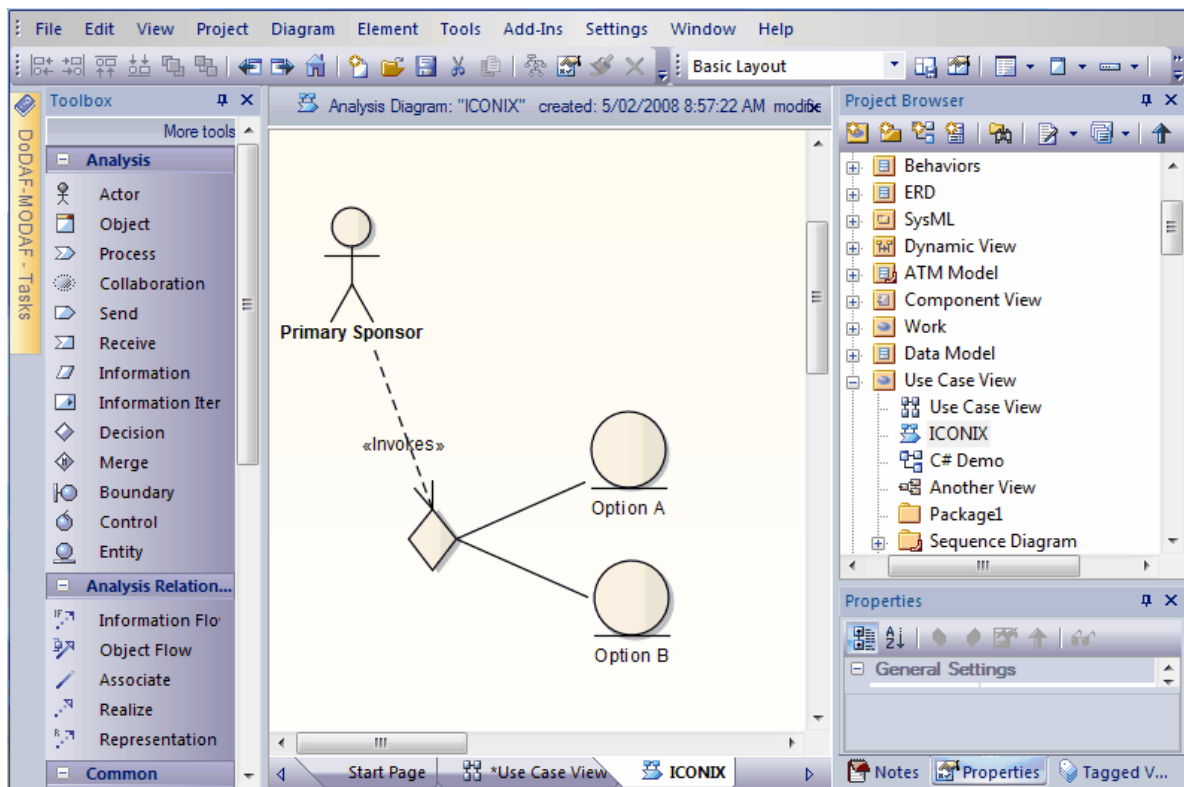 File Edit View Project Diagram Element Tools Add-Ins Settings Window Help
Basic Layout
DoDAF-MODAF - Tasks
Toolbox
More tools
Analysis
Actor
Object
Process
Collaboration
Send
Receive
Information
Information Iter
Decision
Merge
Boundary
Control
Entity
Analysis Relation...
Information Flo
Object Flow
Associate
Realize
Representation
Common
Analysis Diagram: "ICONIX" created: 5/02/2008 8:57:22 AM
Primary Sponsor
«Invokes»
Option A
Option B
Start Page *Use Case View ICONIX
Project Browser
Behaviors
ERD
SysML
Dynamic View
ATM Model
Component View
Work
Data Model
Use Case View
Use Case View
ICONIX
C# Demo
Another View
Package1
Sequence Diagram
Properties
General Settings
Notes Properties Tagged V...